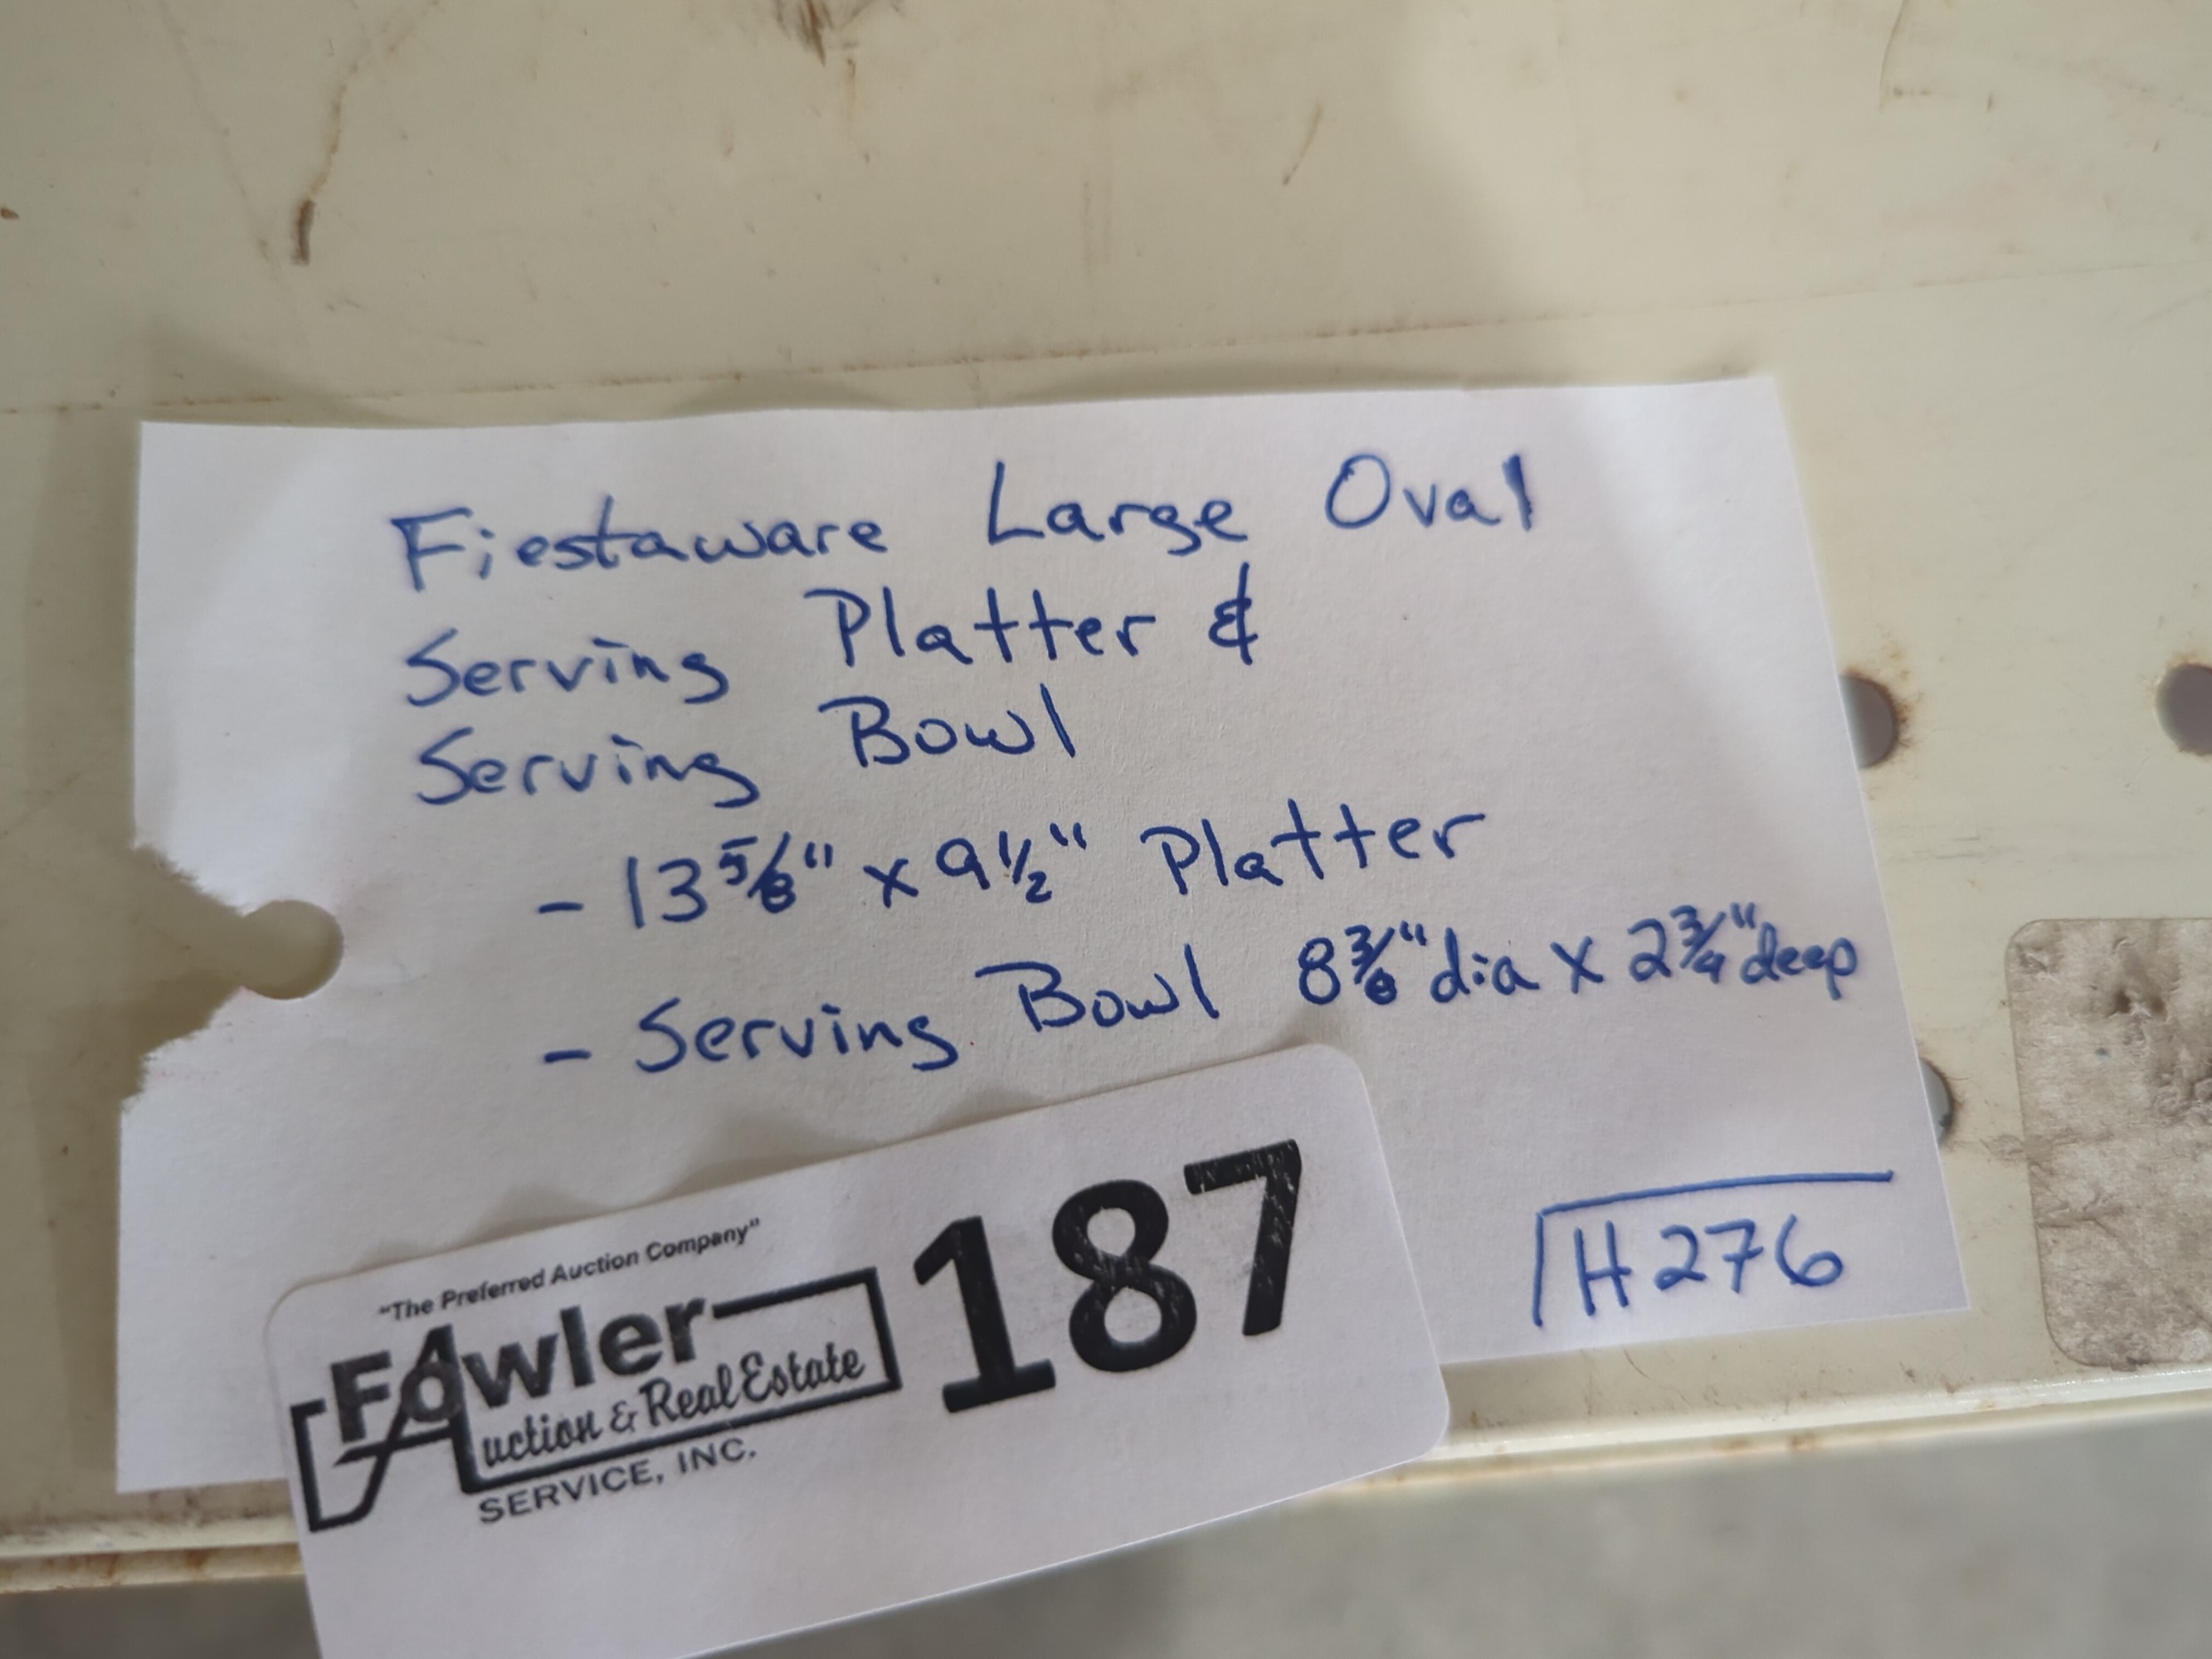 Fiestaware Large Oval
Serving Platter &
Serving Bowl
- 13 5/8" x 9 1/2" Platter
- Serving Bowl 8 3/8" dia x 2 3/4" deep
H276
"The Preferred Auction Company"
Fowler
Auction & Real Estate
SERVICE, INC.
187